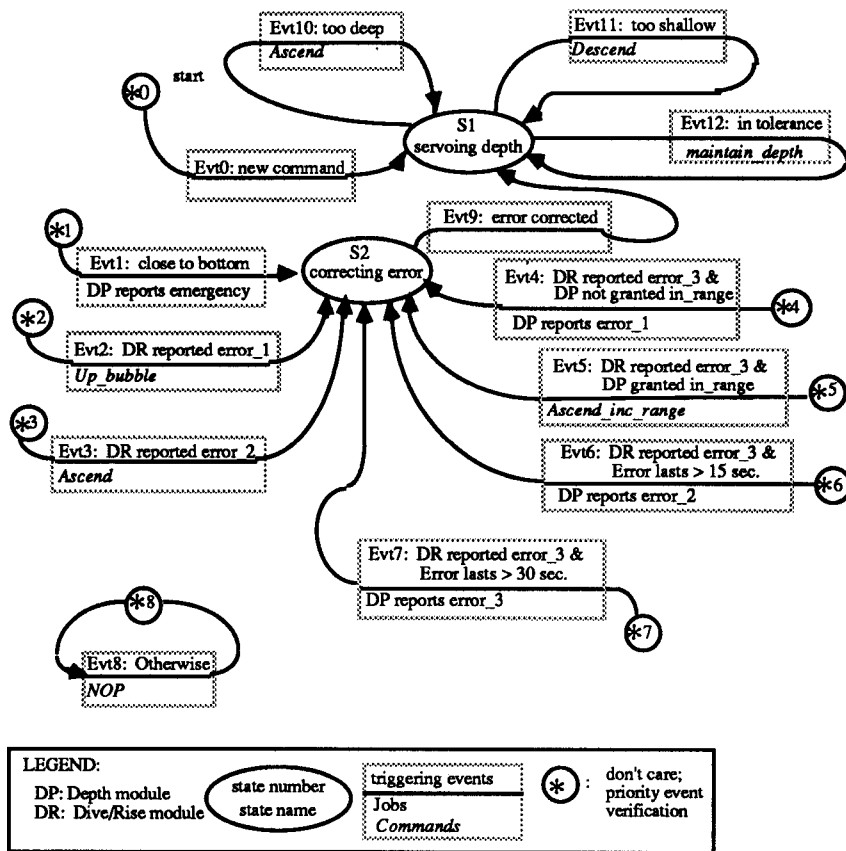 Evt10: too deep
Ascend
Evt11: too shallow
Descend
start
*0
S1
servoing depth
Evt12: in tolerance
maintain_depth
Evt0: new command
*1
Evt9: error corrected
S2
correcting error
Evt1: close to bottom
DP reports emergency
Evt4: DR reported error_3 &
DP not granted in_range
DP reports error_1
*4
*2
Evt2: DR reported error_1
Up_bubble
Evt5: DR reported error_3 &
DP granted in_range
Ascend_inc_range
*5
*3
Evt3: DR reported error_2
Ascend
Evt6: DR reported error_3 &
Error lasts > 15 sec.
DP reports error_2
*6
Evt7: DR reported error_3 &
Error lasts > 30 sec.
DP reports error_3
*7
*8
Evt8: Otherwise
NOP
LEGEND:
DP: Depth module
DR: Dive/Rise module
state number
state name
triggering events
Jobs
Commands
* :
don't care;
priority event
verification